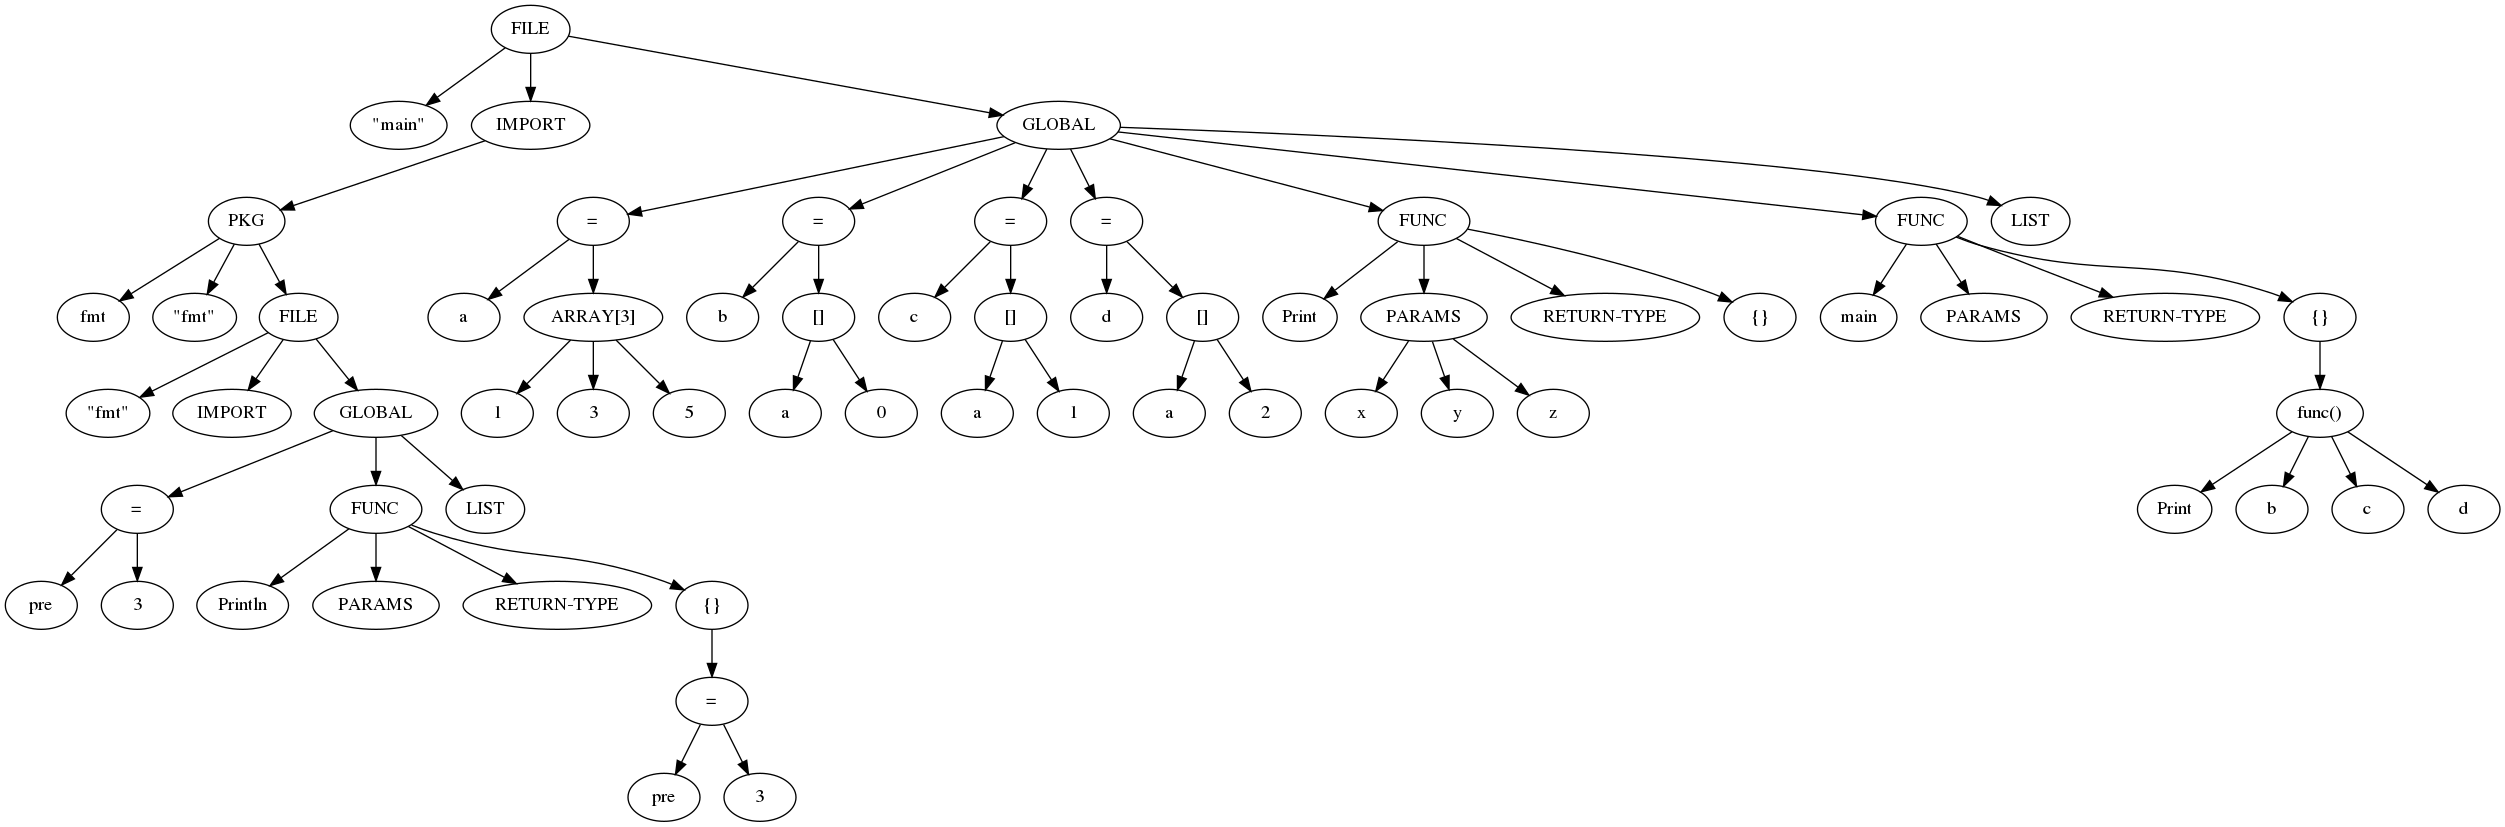 FILE
"main"
IMPORT
GLOBAL
PKG
=
=
=
=
FUNC
FUNC
LIST
fmt
"fmt"
FILE
a
ARRAY[3]
b
[]
c
[]
d
[]
Print
PARAMS
RETURN-TYPE
{}
main
PARAMS
RETURN-TYPE
{}
"fmt"
IMPORT
GLOBAL
1
3
5
a
0
a
1
a
2
x
y
z
func()
=
FUNC
LIST
Print
b
c
d
pre
3
Println
PARAMS
RETURN-TYPE
{}
=
pre
3